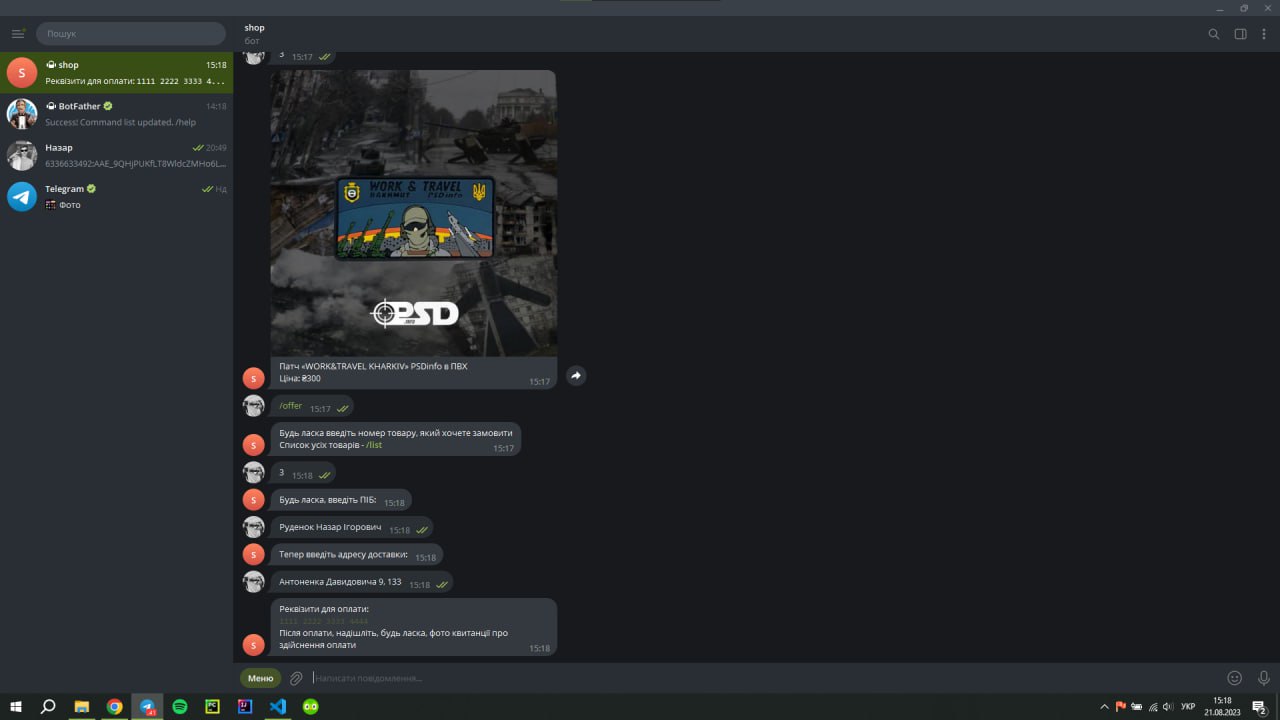 Пошук
shop
15:18
Реквізити для оплати: 1111 2222 3333 4...
BotFather
14:18
Success! Command list updated. /help
Назар
20:49
6336633492:AAE_9QHjPUKfLT8WldcZMHo6L...
Telegram
Нд
Фото
shop
бот
3 15:17
WORK & TRAVEL
PSDinfo
PSD
.INFO
Патч «WORK&TRAVEL KHARKIV» PSDinfo в ПВХ
Ціна: ₴300
15:17
/offer 15:17
Будь ласка введіть номер товару, який хочете замовити
Список усіх товарів - /list
15:17
3 15:18
Будь ласка, введіть ПІБ: 15:18
Руденок Назар Ігорович 15:18
Тепер введіть адресу доставки: 15:18
Антоненка Давидовича 9, 133 15:18
Реквізити для оплати:
1111 2222 3333 4444
Після оплати, надішліть, будь ласка, фото квитанції про
здійснення оплати
15:18
S
S
S
S
S
S
Меню
Написати повідомлення...
PC
IJ
УКР
15:18
21.08.2023
2